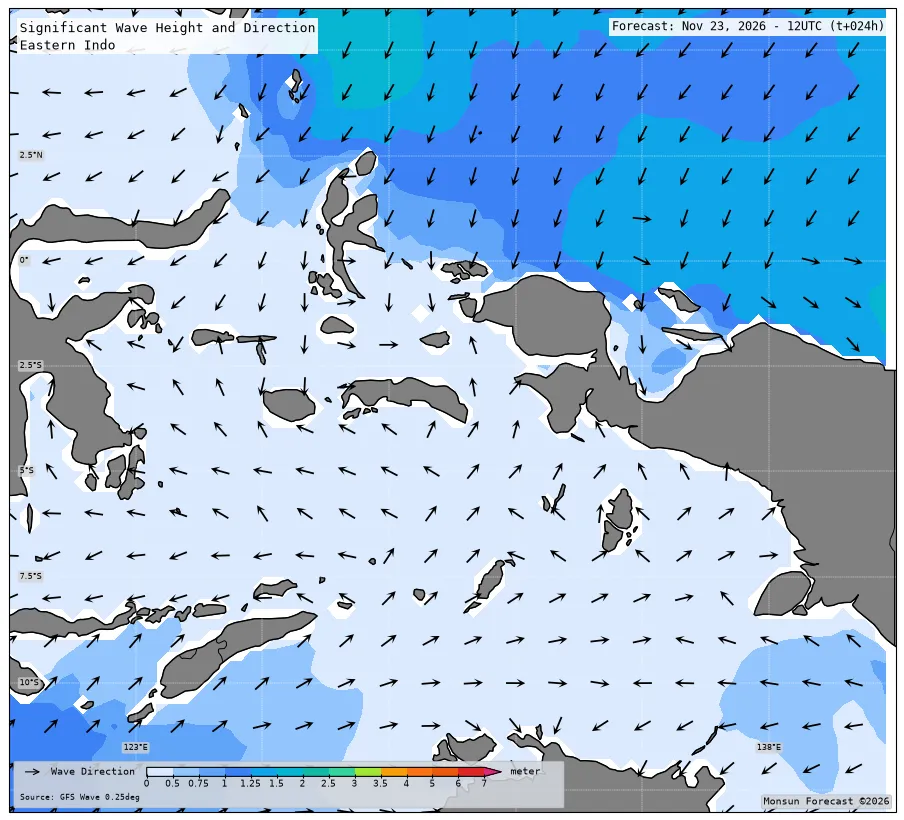 Significant Wave Height and Direction
Eastern Indo
Forecast: Nov 23, 2026 - 12UTC (t+024h)
2.5°N
0°
2.5°S
5°S
7.5°S
10°S
123°E
138°E
Wave Direction
meter
0 0.5 0.75 1 1.25 1.5 2 2.5 3 3.5 4 5 6 7
Source: GFS Wave 0.25deg
Monsun Forecast ©2026